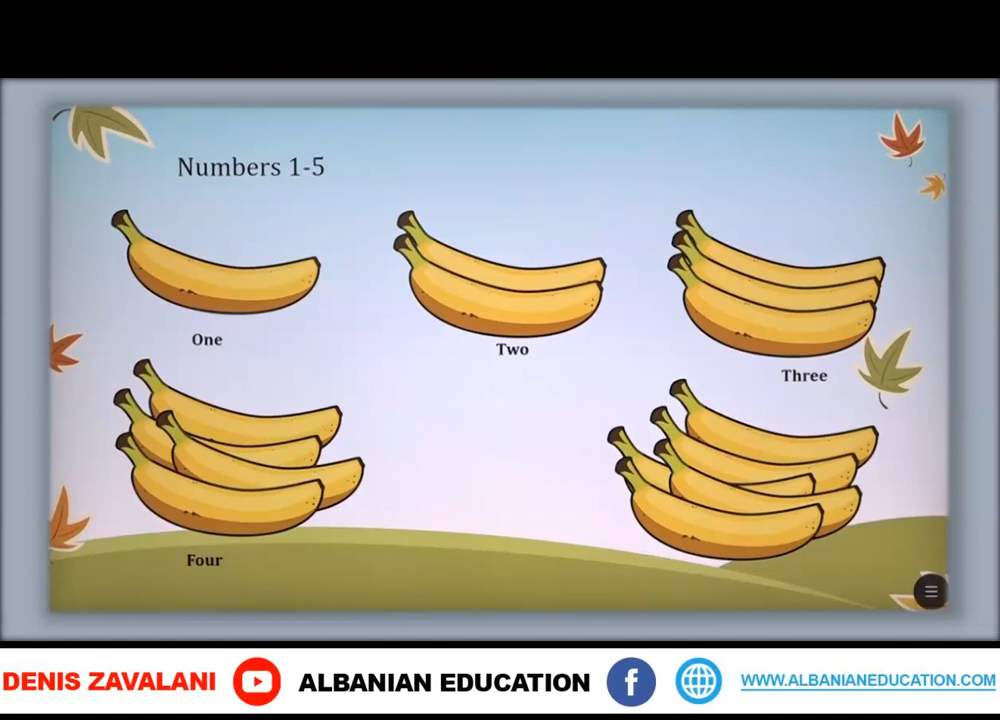 Numbers 1-5
One
Two
Three
Four
DENIS ZAVALANI ALBANIAN EDUCATION f WWW.ALBANIANEDUCATION.COM